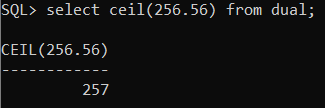 SQL> select ceil(256.56) from dual;
CEIL(256.56)
------------
257